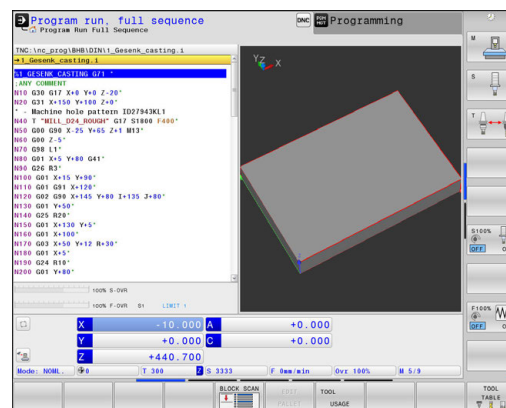 Program run, full sequence
Program Run Full Sequence
DNC
Programming
TNC:\nc_prog\BHB\DIN\1_Gesenk_casting.i
→1_Gesenk_casting.i
%1_GESENK_CASTING G71 *
;ANY COMMENT
N10 G30 G17 X+0 Y+0 Z-20*
N20 G31 X+150 Y+100 Z+0*
* - Machine hole pattern ID27943KL1
N40 T "MILL_D24_ROUGH" G17 S1800 F400*
N50 G00 G90 X-25 Y+65 Z+1 M13*
N60 G00 Z-5*
N70 G98 L1*
N80 G01 X+5 Y+80 G41*
N90 G26 R3*
N100 G01 X+15 Y+90*
N110 G01 G91 X+120*
N120 G02 G90 X+145 Y+80 I+135 J+80*
N130 G01 Y+50*
N140 G25 R20*
N150 G01 X+130 Y+5*
N160 G01 X+100*
N170 G03 X+50 Y+12 R+30*
N180 G01 X+5*
N190 G24 R18*
N200 G01 Y+80*
YZ X
100% S-OVR
100% F-OVR S1 LIMIT 1
X -10.000 A +0.000
Y +0.000 C +0.000
Z +440.700
Mode: NOML. 0 T 300 Z S 3333 F 0mm/min Ovr 100% M 5/9
M
S
T
S100%
OFF
F100%
OFF
BLOCK SCAN
TOOL
USAGE
TOOL
TABLE